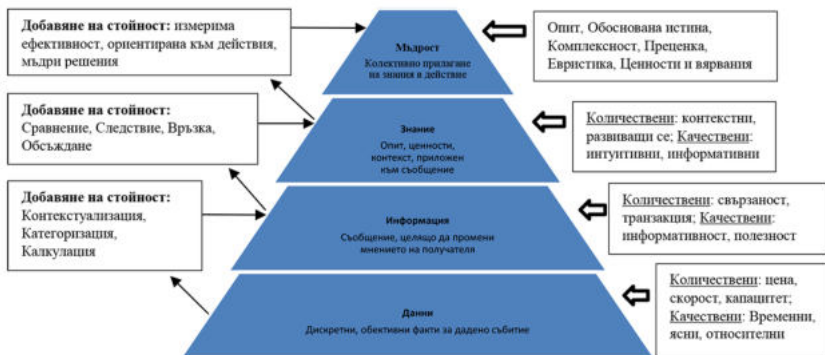 Добавяне на стойност: измерима
ефективност, ориентирана към действия,
мъдри решения
Мъдрост
Колективно прилагане
на знания в действие
Опит, Обоснована истина,
Комплексност, Преценка,
Евристика, Ценности и вярвания
Добавяне на стойност:
Сравнение, Следствие, Връзка,
Обсъждане
Знание
Опит, ценности,
контекст, приложен
към съобщение
Количествени: контекстни,
развиващи се; Качествени:
интуитивни, информативни
Добавяне на стойност:
Контекстуализация,
Категоризация,
Калкулация
Информация
Съобщение, целящо да промени
мнението на получателя
Количествени: свързаност,
транзакция; Качествени:
информативност, полезност
Данни
Дискретни, обективни факти за дадено събитие
Количествени: цена,
скорост, капацитет;
Качествени: Временни,
ясни, относителни